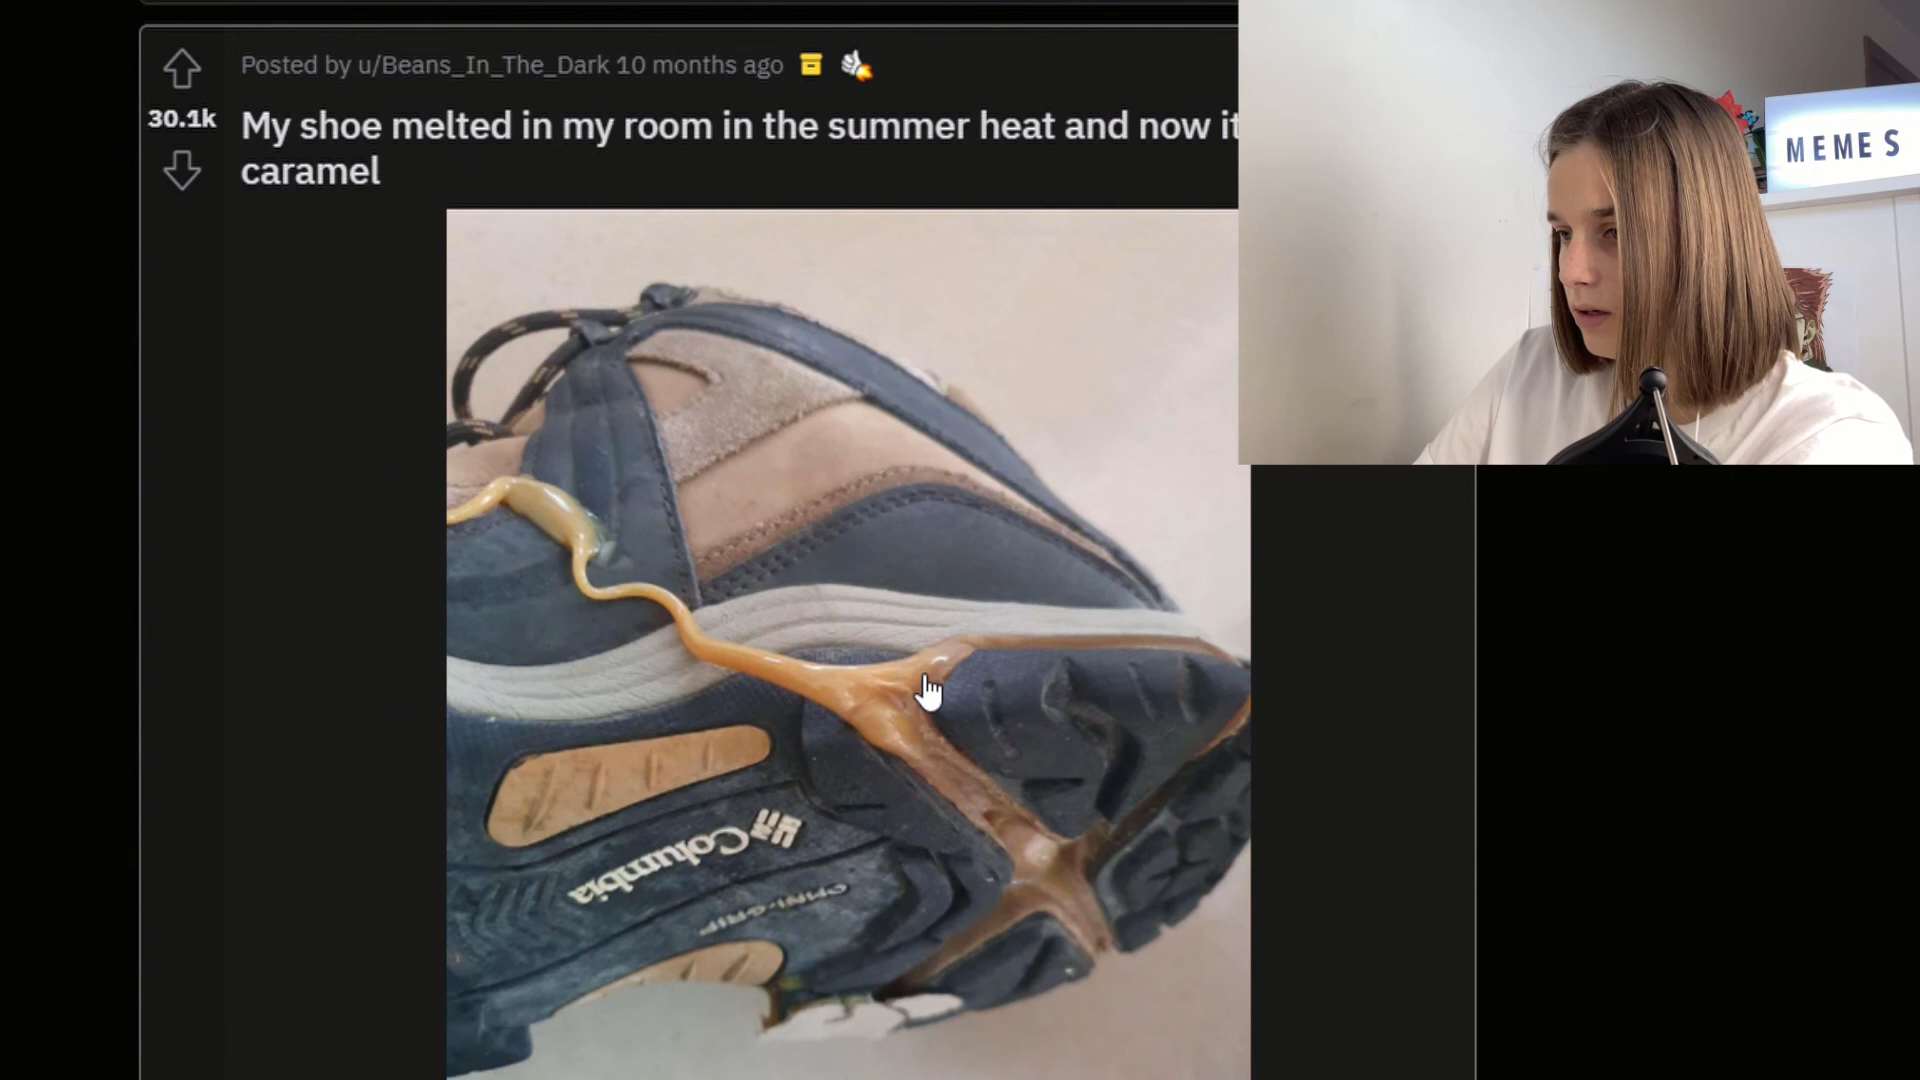 Posted by u/Beans_In_The_Dark 10 months ago
30.1k
My shoe melted in my room in the summer heat and now it
caramel
MEMES
Columbia
OMNI-GRIP